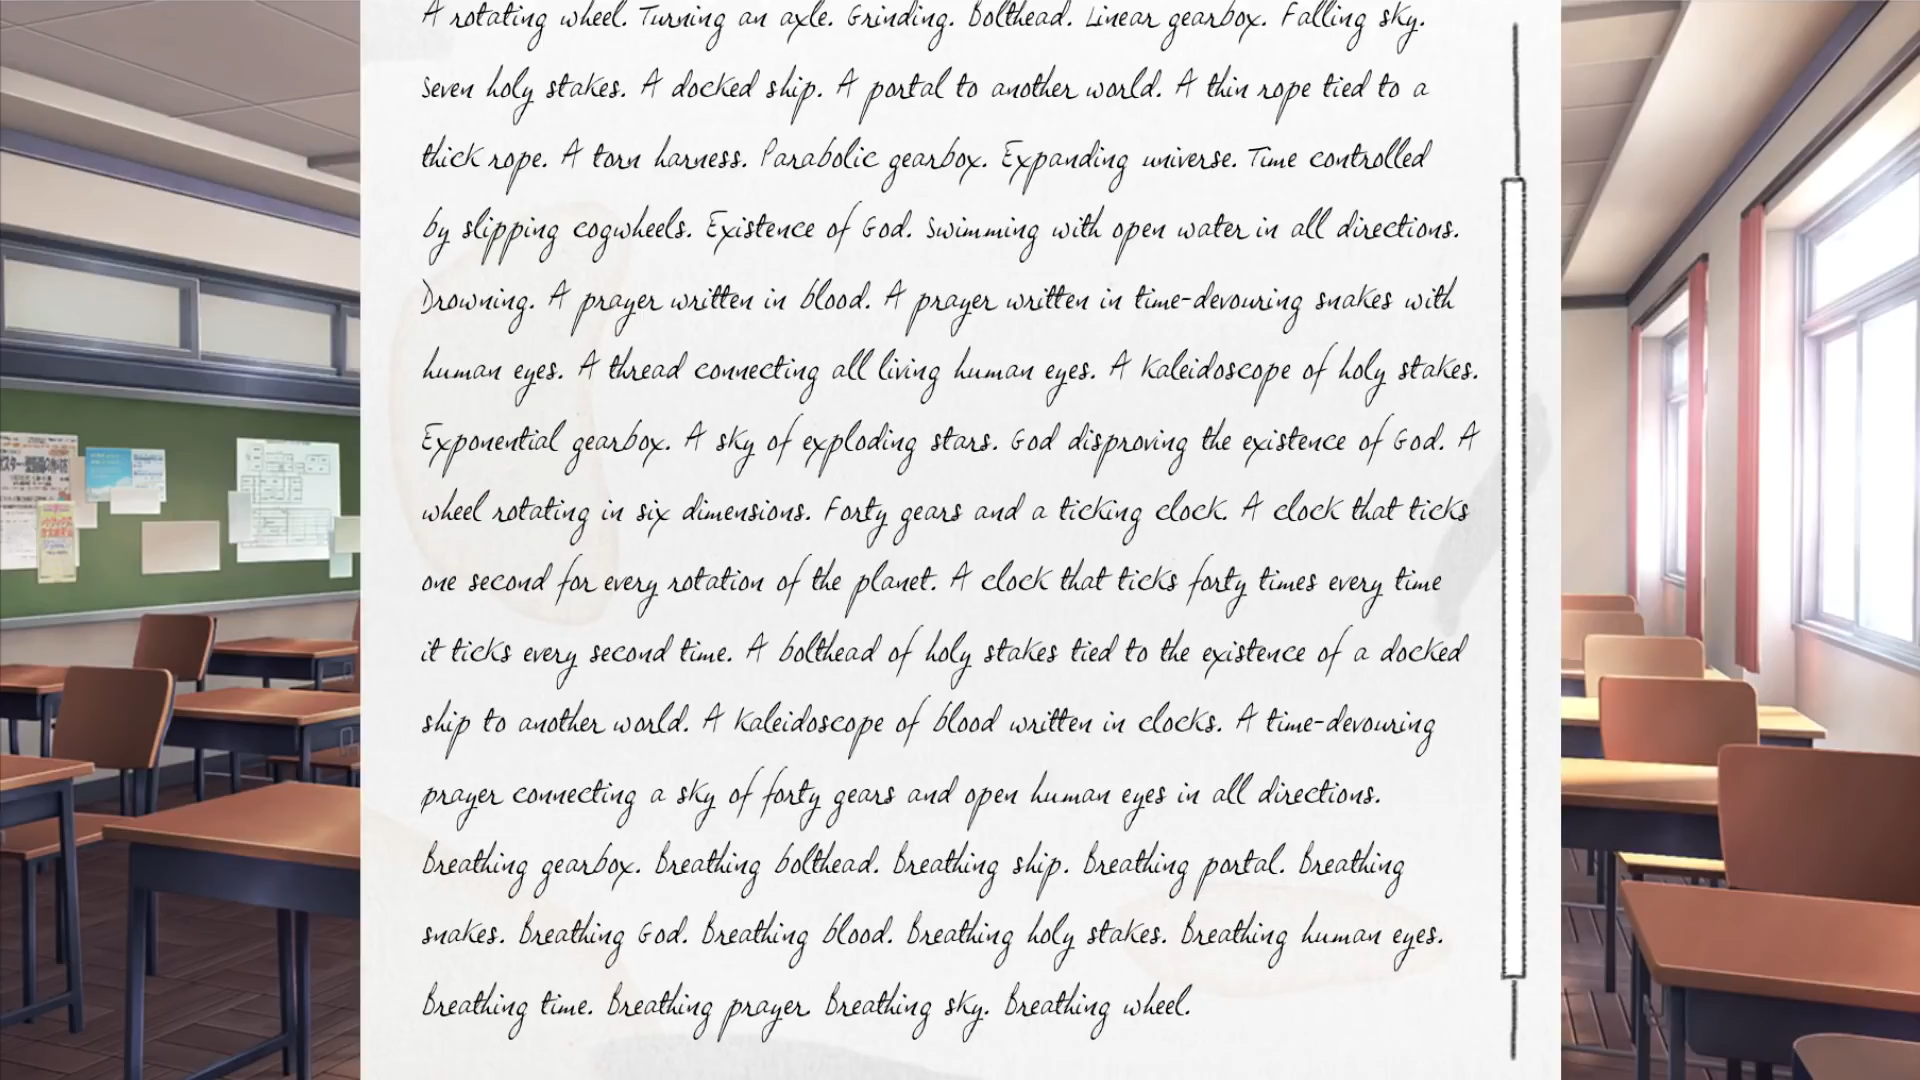 A rotating wheel. Turning an axle. Grinding. Bolthead. Linear gearbox. Falling sky.
Seven holy stakes. A docked ship. A portal to another world. A thin rope tied to a
thick rope. A torn harness. Parabolic gearbox. Expanding universe. Time controlled
by slipping cogwheels. Existence of God. Swimming with open water in all directions.
Drowning. A prayer written in blood. A prayer written in time-devouring snakes with
human eyes. A thread connecting all living human eyes. A kaleidoscope of holy stakes.
Exponential gearbox. A sky of exploding stars. God disproving the existence of God. A
wheel rotating in six dimensions. Forty gears and a ticking clock. A clock that ticks
one second for every rotation of the planet. A clock that ticks forty times every time
it ticks every second time. A bolthead of holy stakes tied to the existence of a docked
ship to another world. A kaleidoscope of blood written in clocks. A time-devouring
prayer connecting a sky of forty gears and open human eyes in all directions.
Breathing gearbox. Breathing bolthead. Breathing ship. Breathing portal. Breathing
snakes. Breathing God. Breathing blood. Breathing holy stakes. Breathing human eyes.
Breathing time. Breathing prayer. Breathing sky. Breathing wheel.